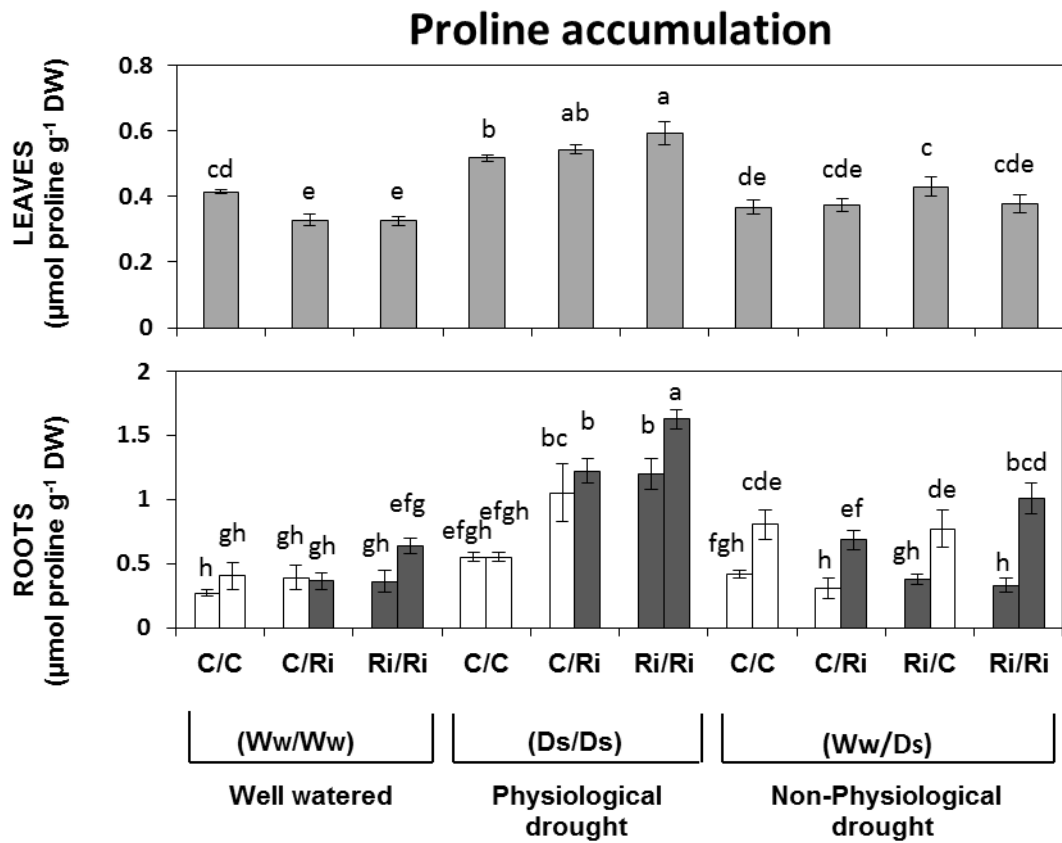 Proline accumulation
LEAVES
(µmol proline g⁻¹ DW)
0.8
0.6
0.4
0.2
0
cd
e
e
b
ab
a
de
cde
c
cde
ROOTS
(µmol proline g⁻¹ DW)
2
1.5
1
0.5
0
h
gh
gh
gh
gh
efg
efgh
efgh
bc
b
b
a
fgh
cde
h
ef
gh
de
h
bcd
C/C C/Ri Ri/Ri C/C C/Ri Ri/Ri C/C C/Ri Ri/C Ri/Ri
(Ww/Ww) (Ds/Ds) (Ww/Ds)
Well watered Physiological Non-Physiological
drought drought